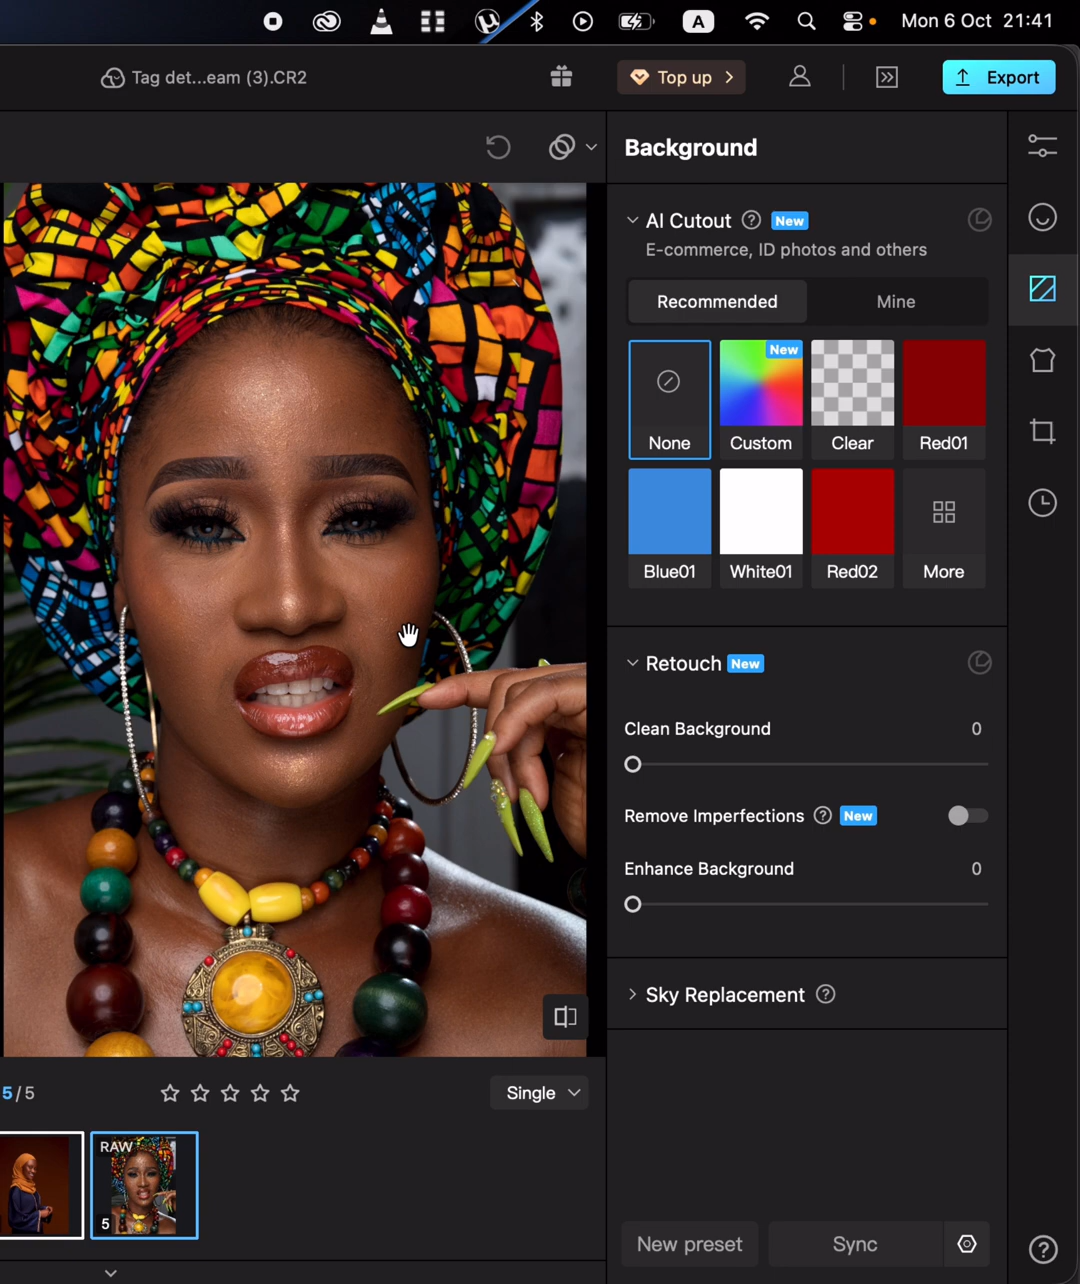 A
Mon 6 Oct 21:41
Tag det...eam (3).CR2
Top up
Export
Background
AI Cutout
New
E-commerce, ID photos and others
Recommended
Mine
New
None
Custom
Clear
Red01
Blue01
White01
Red02
More
Retouch
New
Clean Background
0
Remove Imperfections
New
Enhance Background
0
Sky Replacement
5/5
Single
RAW
5
New preset
Sync